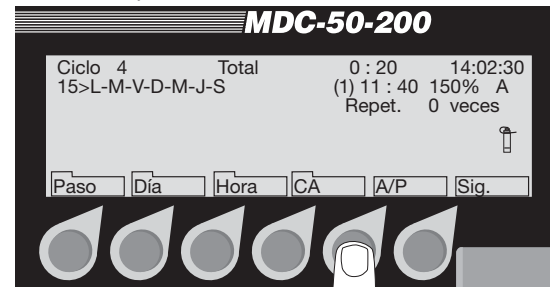 MDC-50-200
Ciclo 4 Total 0 : 20 14:02:30
15>L-M-V-D-M-J-S (1) 11 : 40 150% A
Repet. 0 veces
Paso Día Hora CA A/P Sig.